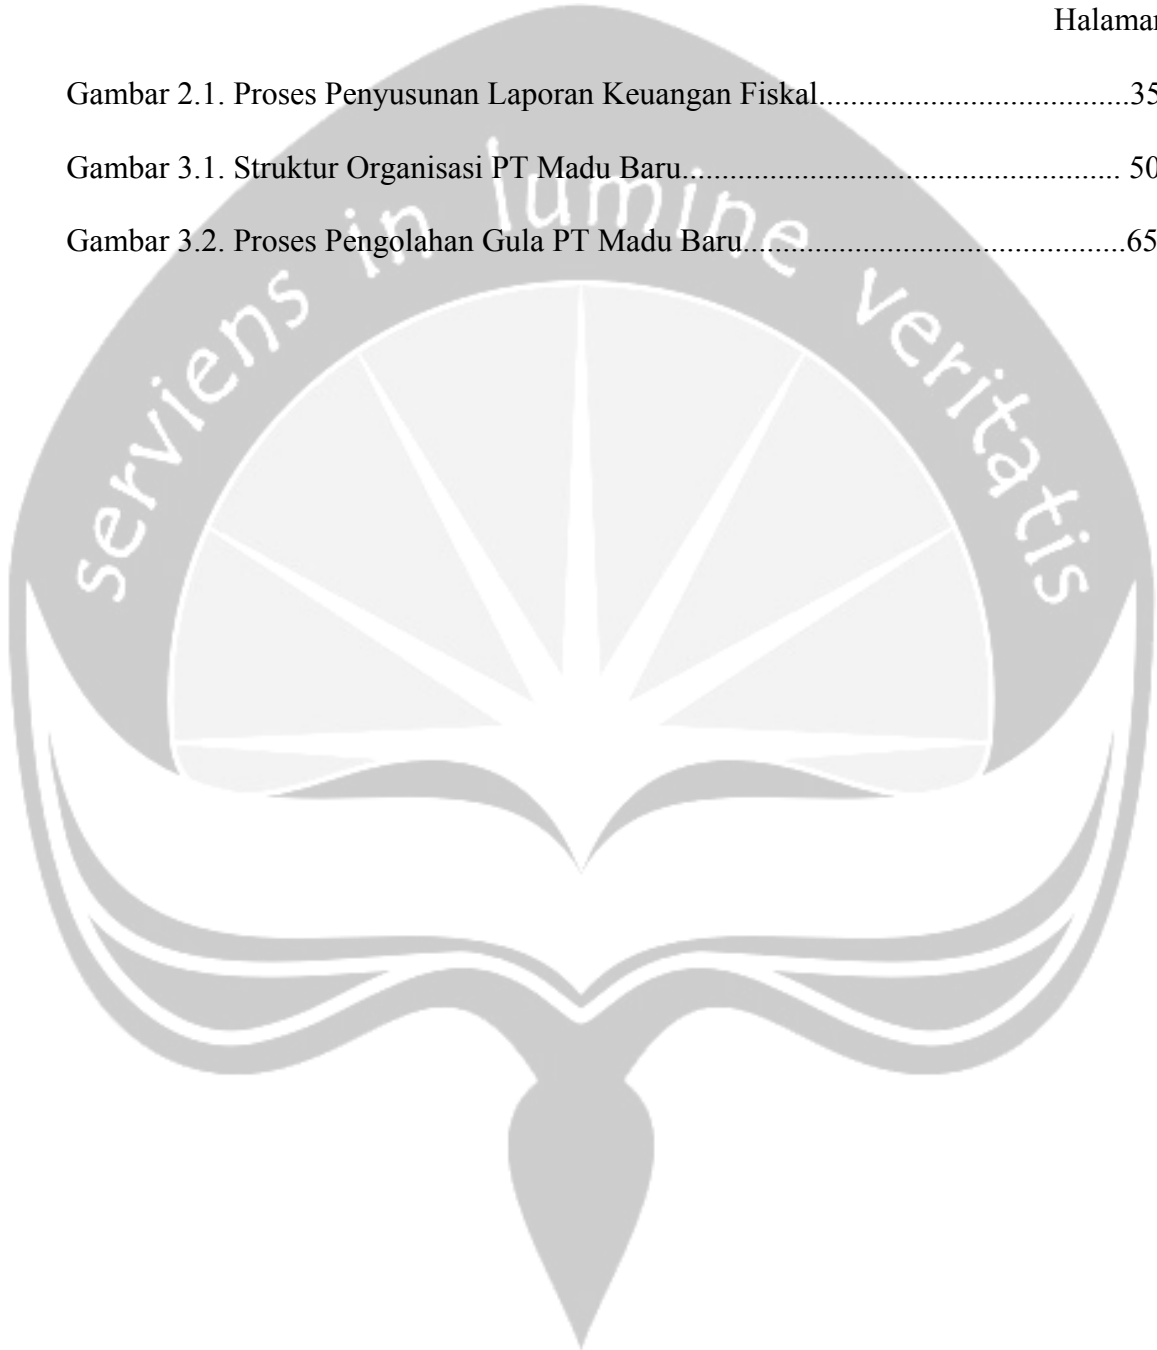 Halaman
Gambar 2.1. Proses Penyusunan Laporan Keuangan Fiskal..................................35
Gambar 3.1. Struktur Organisasi PT Madu Baru................................................ 50
Gambar 3.2. Proses Pengolahan Gula PT Madu Baru..........................................65
serviens in lumine veritatis